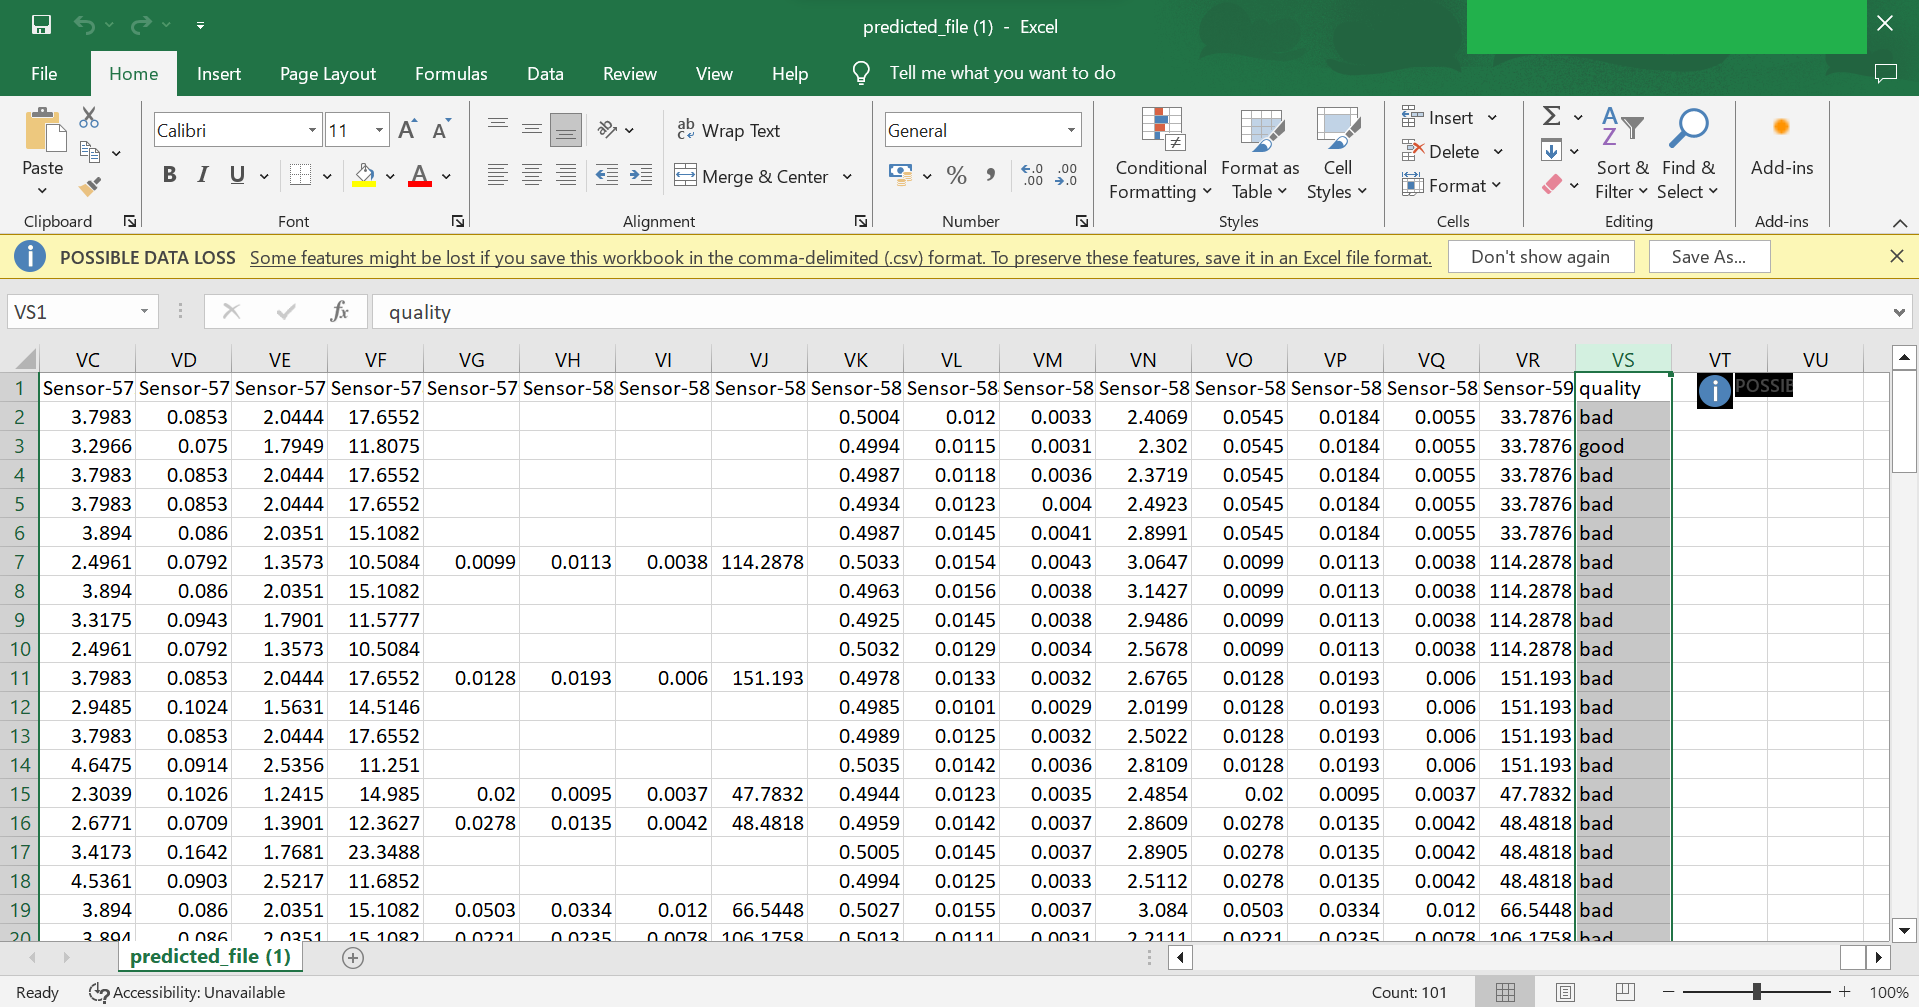 predicted_file (1) - Excel
File Home Insert Page Layout Formulas Data Review View Help Tell me what you want to do
Paste
Clipboard
Calibri 11
B I U A
Font
ab Wrap Text
Merge & Center
Alignment
General
% 
Number
Conditional Formatting
Format as Table
Cell Styles
Styles
Insert
Delete
Format
Cells
Sort & Filter
Find & Select
Editing
Add-ins
Add-ins
POSSIBLE DATA LOSS Some features might be lost if you save this workbook in the comma-delimited (.csv) format. To preserve these features, save it in an Excel file format. Don't show again Save As...
VS1 fx quality
VC VD VE VF VG VH VI VJ VK VL VM VN VO VP VQ VR VS VT VU
1 Sensor-57 Sensor-57 Sensor-57 Sensor-57 Sensor-57 Sensor-58 Sensor-58 Sensor-58 Sensor-58 Sensor-58 Sensor-58 Sensor-58 Sensor-58 Sensor-58 Sensor-58 Sensor-59 quality POSSIB
2 3.7983 0.0853 2.0444 17.6552 0.5004 0.012 0.0033 2.4069 0.0545 0.0184 0.0055 33.7876 bad
3 3.2966 0.075 1.7949 11.8075 0.4994 0.0115 0.0031 2.302 0.0545 0.0184 0.0055 33.7876 good
4 3.7983 0.0853 2.0444 17.6552 0.4987 0.0118 0.0036 2.3719 0.0545 0.0184 0.0055 33.7876 bad
5 3.7983 0.0853 2.0444 17.6552 0.4934 0.0123 0.004 2.4923 0.0545 0.0184 0.0055 33.7876 bad
6 3.894 0.086 2.0351 15.1082 0.4987 0.0145 0.0041 2.8991 0.0545 0.0184 0.0055 33.7876 bad
7 2.4961 0.0792 1.3573 10.5084 0.0099 0.0113 0.0038 114.2878 0.5033 0.0154 0.0043 3.0647 0.0099 0.0113 0.0038 114.2878 bad
8 3.894 0.086 2.0351 15.1082 0.4963 0.0156 0.0038 3.1427 0.0099 0.0113 0.0038 114.2878 bad
9 3.3175 0.0943 1.7901 11.5777 0.4925 0.0145 0.0038 2.9486 0.0099 0.0113 0.0038 114.2878 bad
10 2.4961 0.0792 1.3573 10.5084 0.5032 0.0129 0.0034 2.5678 0.0099 0.0113 0.0038 114.2878 bad
11 3.7983 0.0853 2.0444 17.6552 0.0128 0.0193 0.006 151.193 0.4978 0.0133 0.0032 2.6765 0.0128 0.0193 0.006 151.193 bad
12 2.9485 0.1024 1.5631 14.5146 0.4985 0.0101 0.0029 2.0199 0.0128 0.0193 0.006 151.193 bad
13 3.7983 0.0853 2.0444 17.6552 0.4989 0.0125 0.0032 2.5022 0.0128 0.0193 0.006 151.193 bad
14 4.6475 0.0914 2.5356 11.251 0.5035 0.0142 0.0036 2.8109 0.0128 0.0193 0.006 151.193 bad
15 2.3039 0.1026 1.2415 14.985 0.02 0.0095 0.0037 47.7832 0.4944 0.0123 0.0035 2.4854 0.02 0.0095 0.0037 47.7832 bad
16 2.6771 0.0709 1.3901 12.3627 0.0278 0.0135 0.0042 48.4818 0.4959 0.0142 0.0037 2.8609 0.0278 0.0135 0.0042 48.4818 bad
17 3.4173 0.1642 1.7681 23.3488 0.5005 0.0145 0.0037 2.8905 0.0278 0.0135 0.0042 48.4818 bad
18 4.5361 0.0903 2.5217 11.6852 0.4994 0.0125 0.0033 2.5112 0.0278 0.0135 0.0042 48.4818 bad
19 3.894 0.086 2.0351 15.1082 0.0503 0.0334 0.012 66.5448 0.5027 0.0155 0.0037 3.084 0.0503 0.0334 0.012 66.5448 bad
20 3.894 0.086 2.0351 15.1082 0.0221 0.0235 0.0078 106.1758 0.5013 0.0111 0.0031 2.2111 0.0221 0.0235 0.0078 106.1758 bad
predicted_file (1)
Ready Accessibility: Unavailable Count: 101 100%